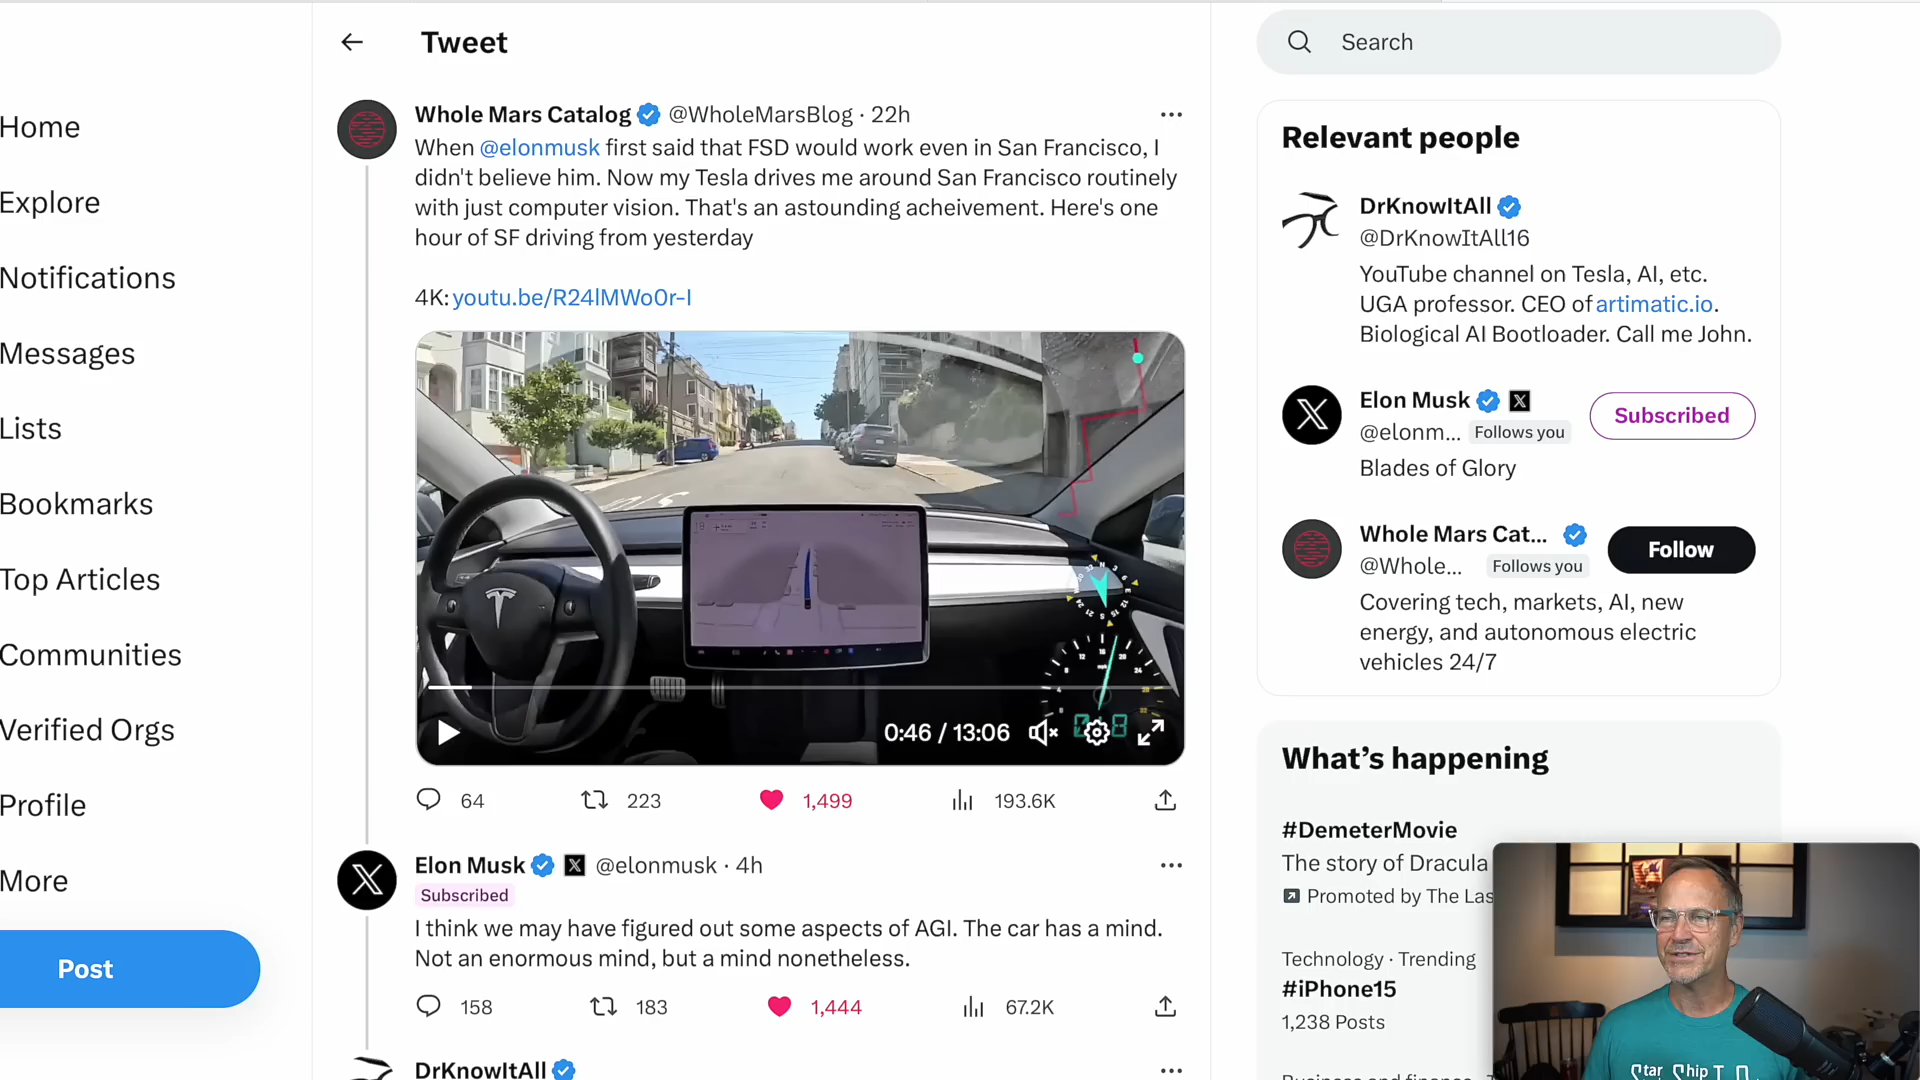 Home
Explore
Notifications
Messages
Lists
Bookmarks
Top Articles
Communities
Verified Orgs
Profile
More
Post
Tweet
Whole Mars Catalog @WholeMarsBlog · 22h
When @elonmusk first said that FSD would work even in San Francisco, I
didn't believe him. Now my Tesla drives me around San Francisco routinely
with just computer vision. That's an astounding acheivement. Here's one
hour of SF driving from yesterday
4K: youtu.be/R24lMWo0r-I
0:46 / 13:06
64 223 1,499 193.6K
Elon Musk @elonmusk · 4h
Subscribed
I think we may have figured out some aspects of AGI. The car has a mind.
Not an enormous mind, but a mind nonetheless.
158 183 1,444 67.2K
DrKnowItAll
Search
Relevant people
DrKnowItAll
@DrKnowItAll16
YouTube channel on Tesla, AI, etc.
UGA professor. CEO of artimatic.io.
Biological AI Bootloader. Call me John.
Elon Musk
@elonm... Follows you
Subscribed
Blades of Glory
Whole Mars Cat...
@Whole... Follows you
Follow
Covering tech, markets, AI, new
energy, and autonomous electric
vehicles 24/7
What's happening
#DemeterMovie
The story of Dracula
Promoted by The Las
Technology · Trending
#iPhone15
1,238 Posts
Star Ship